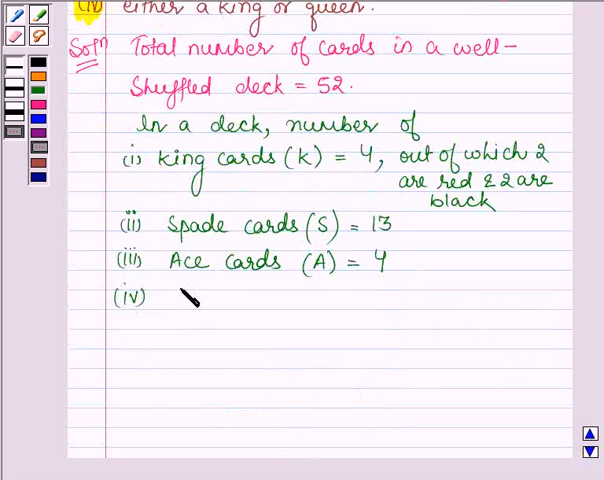 (iv) either a king or queen.
Solⁿ Total number of cards in a well-
Shuffled deck = 52.
In a deck, number of
(i) King cards (K) = 4, out of which 2
are red & 2 are
black
(ii) Spade cards (S) = 13
(iii) Ace cards (A) = 4
(iv)